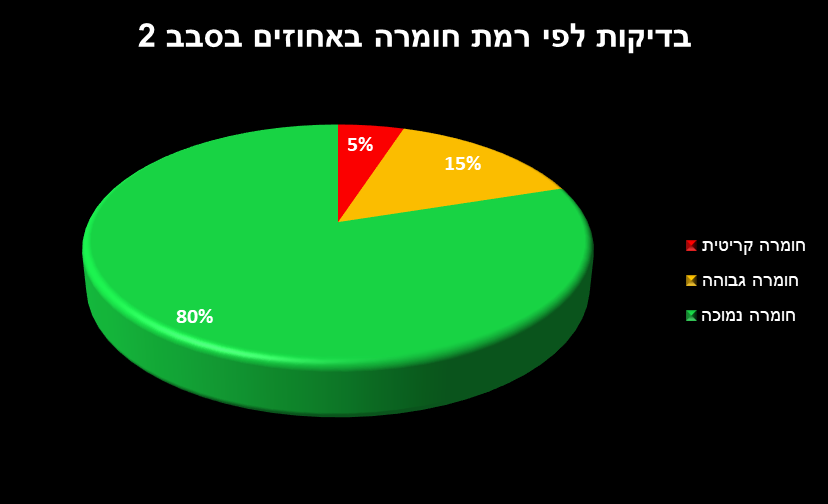 בדיקות לפי רמת חומרה באחוזים בסבב 2
5%
15%
80%
חומרה קריטית
חומרה גבוהה
חומרה נמוכה